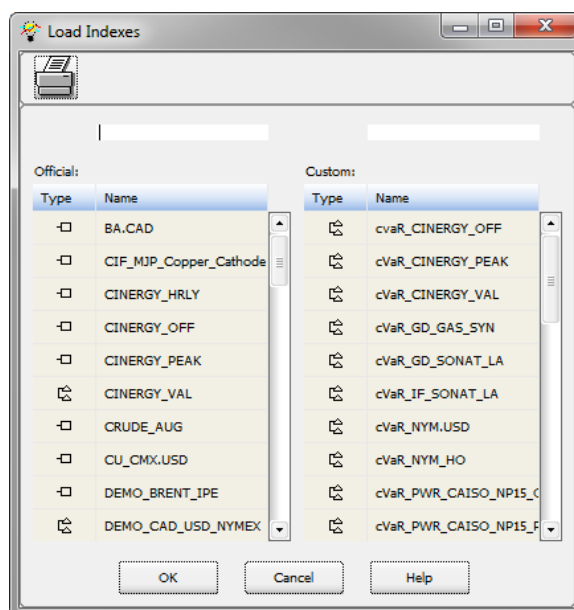 Load Indexes
Official:
Custom:
Type Name
Type Name
BA.CAD
cvaR_CINERGY_OFF
CIF_MJP_Copper_Cathode
cVaR_CINERGY_PEAK
CINERGY_HRLY
cVaR_CINERGY_VAL
CINERGY_OFF
cVaR_GD_GAS_SYN
CINERGY_PEAK
cVaR_GD_SONAT_LA
CINERGY_VAL
cVaR_IF_SONAT_LA
CRUDE_AUG
cVaR_NYM.USD
CU_CMX.USD
cVaR_NYM_HO
DEMO_BRENT_IPE
cVaR_PWR_CAISO_NP15_
DEMO_CAD_USD_NYMEX
cVaR_PWR_CAISO_NP15_
OK
Cancel
Help